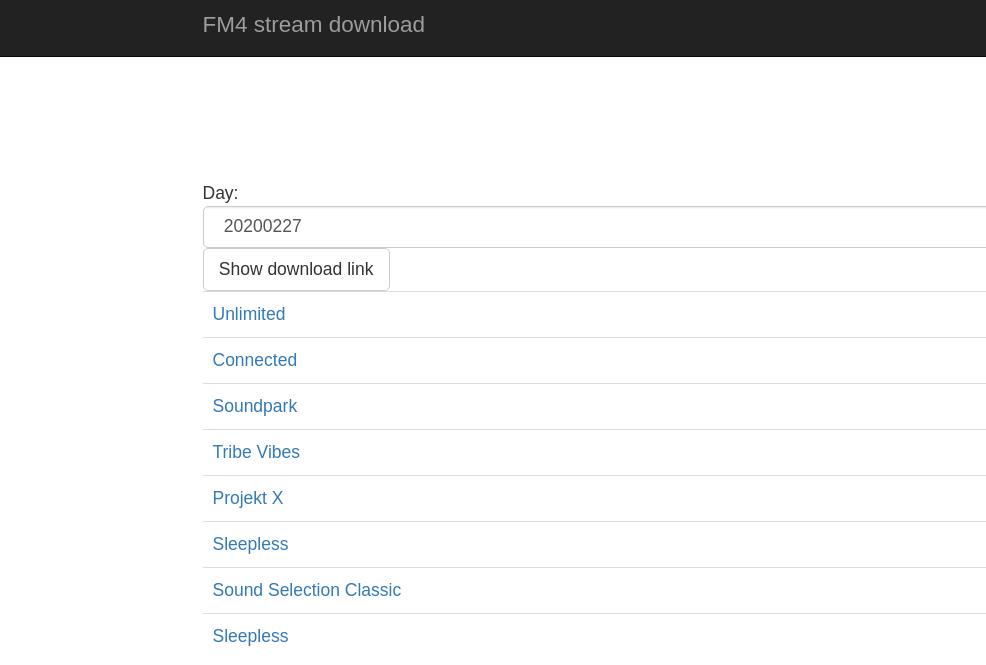 FM4 stream download
Day:
20200227
Show download link
Unlimited
Connected
Soundpark
Tribe Vibes
Projekt X
Sleepless
Sound Selection Classic
Sleepless